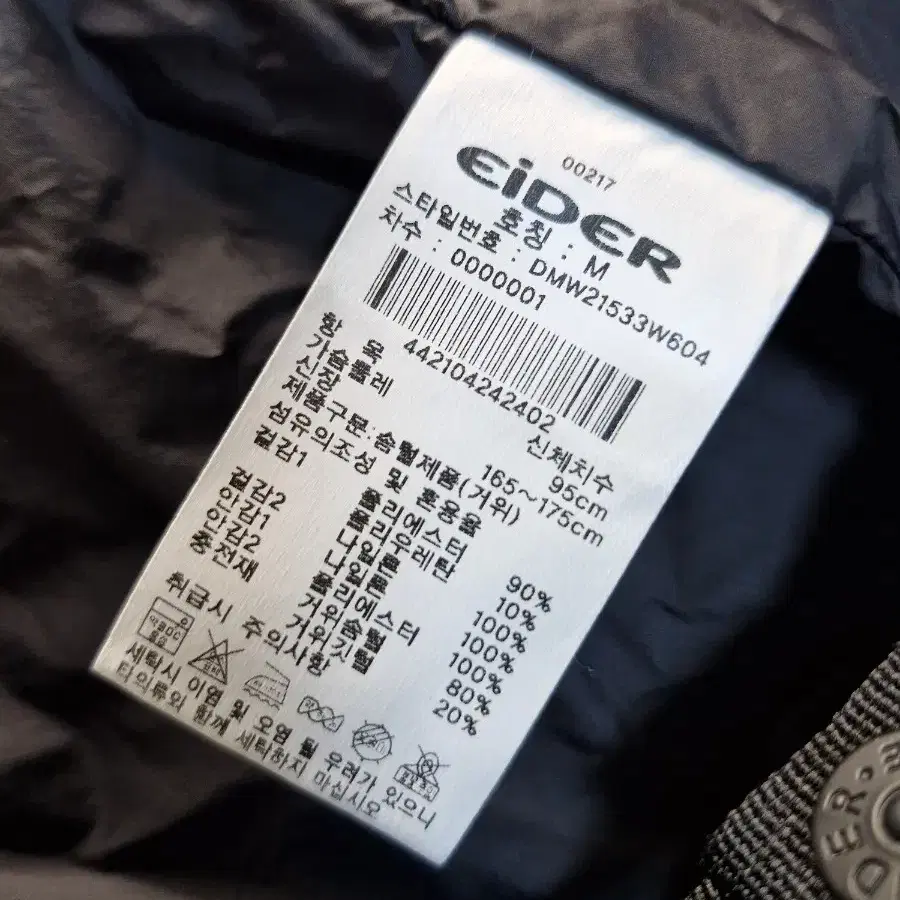 00217
EiDER
호칭 : M
스타일번호 : DMW21533W604
차수 : 0000001
442104242402
항 목 신체치수
가슴둘레 95cm
신장 165~175cm
제품구분:솜털제품(거위)
섬유의조성 및 혼용율
겉감1 폴리에스터 90%
폴리우레탄 10%
겉감2 나일론 100%
안감1 나일론 100%
안감2 폴리에스터 100%
충전재 거위솜털 80%
거위깃털 20%
취급시 주의사항
세탁시 이염 및 오염 될 우려가 있으니
타의류와 함께 세탁하지 마십시오
DER